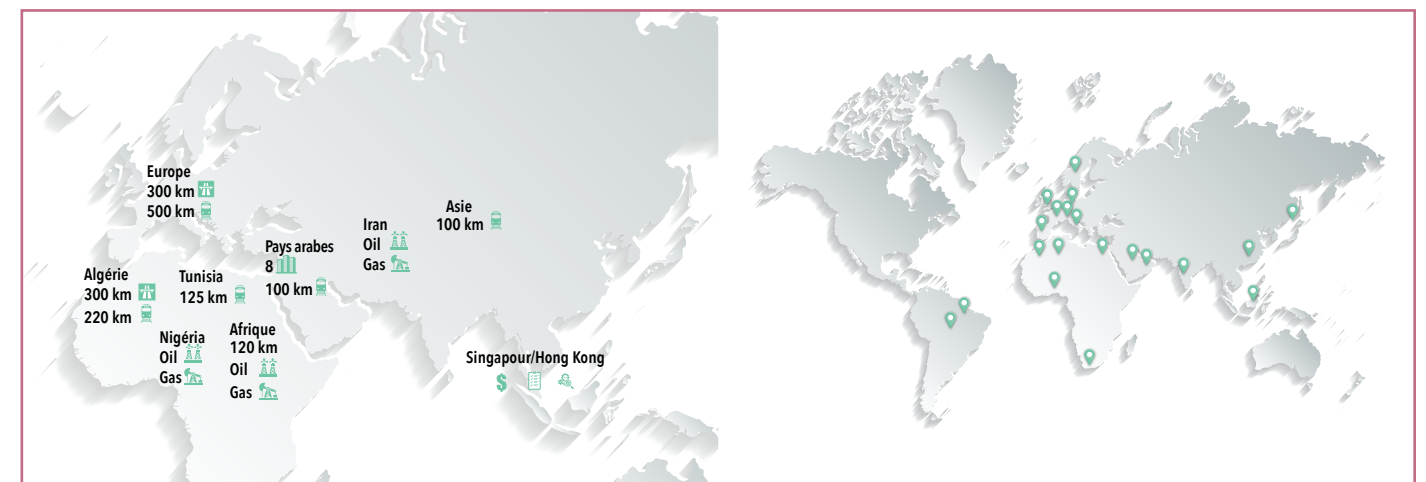 Europe
300 km
500 km
Asie
100 km
Iran
Oil
Gas
Pays arabes
8
100 km
Algérie
300 km
220 km
Tunisia
125 km
Nigéria
Oil
Gas
Afrique
120 km
Oil
Gas
Singapour/Hong Kong
$